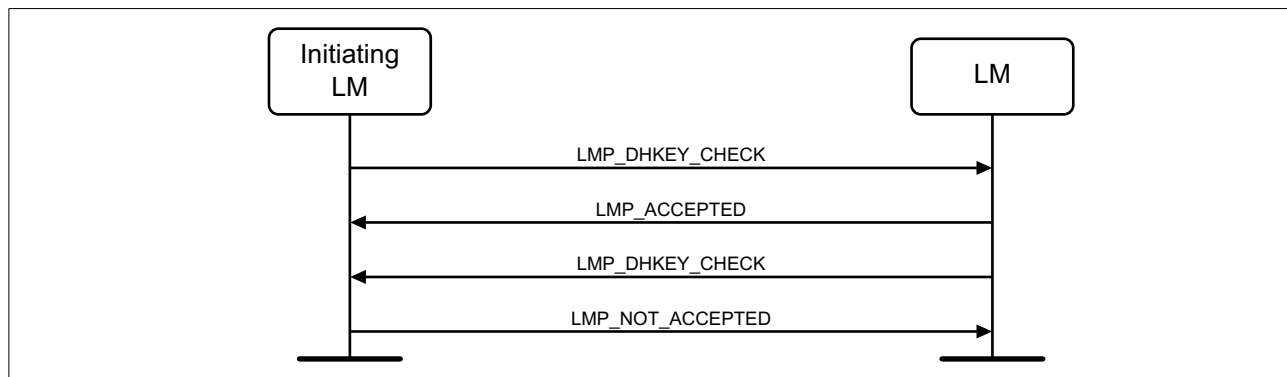 Initiating
LM
LM
LMP_DHKEY_CHECK
LMP_ACCEPTED
LMP_DHKEY_CHECK
LMP_NOT_ACCEPTED